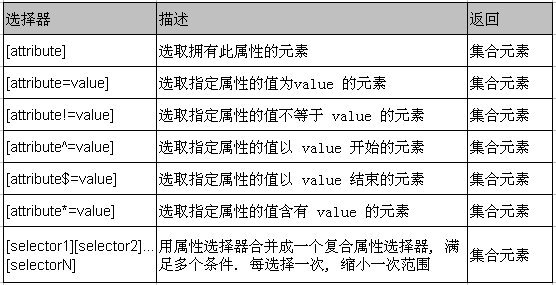 选择器 描述 返回
[attribute] 选取拥有此属性的元素 集合元素
[attribute=value] 选取指定属性的值为value 的元素 集合元素
[attribute!=value] 选取指定属性的值不等于 value 的元素 集合元素
[attribute^=value] 选取指定属性的值以 value 开始的元素 集合元素
[attribute$=value] 选取指定属性的值以 value 结束的元素 集合元素
[attribute*=value] 选取指定属性的值含有 value 的元素 集合元素
[selector1][selector2]... 用属性选择器合并成一个复合属性选择器, 满
[selectorN] 足多个条件. 每选择一次, 缩小一次范围 集合元素